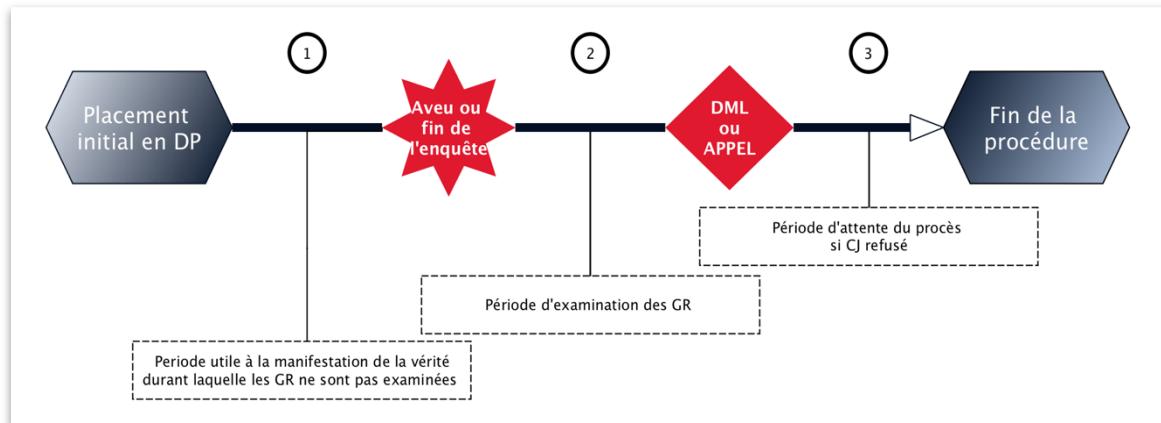 1
2
3
Placement
initial en DP
Aveu ou
fin de
l'enquête
DML
ou
APPEL
Fin de la
procédure
Période d'attente du procès
si CJ refusé
Période d'examination des GR
Periode utile à la manifestation de la vérité
durant laquelle les GR ne sont pas examinées